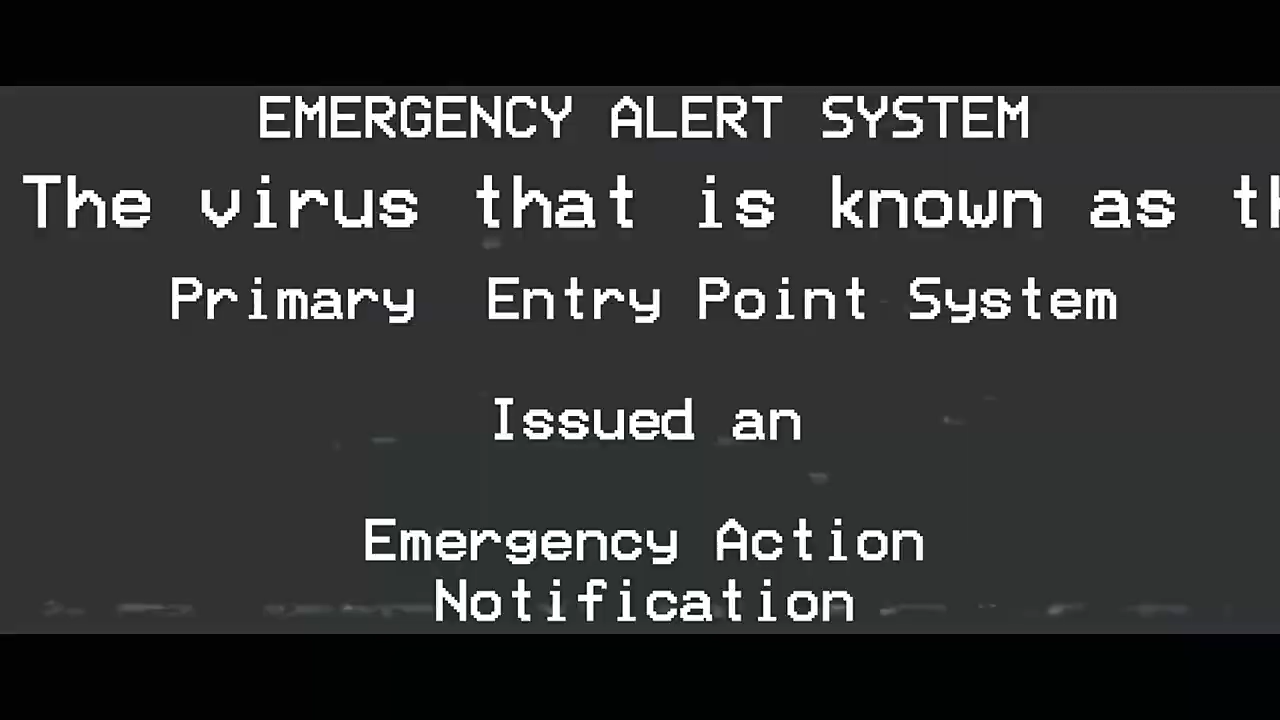 EMERGENCY ALERT SYSTEM
The virus that is known as
Primary Entry Point System
Issued an
Emergency Action
Notification